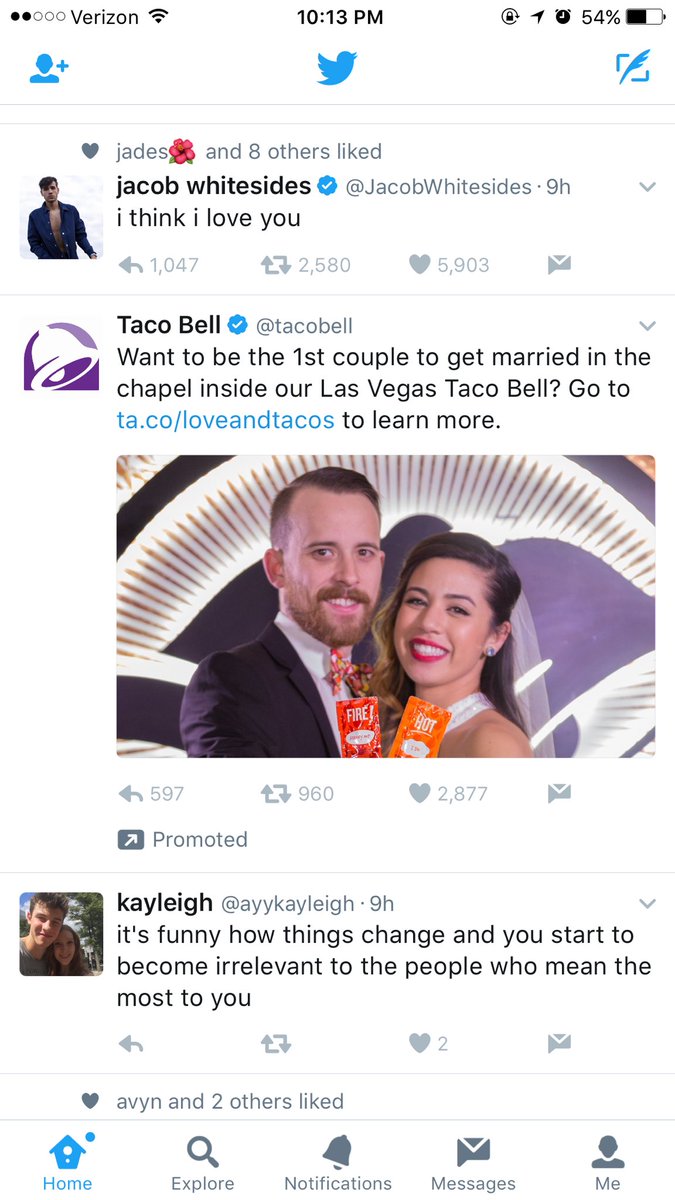 Verizon 10:13 PM 54%
jades🌺 and 8 others liked
jacob whitesides @JacobWhitesides · 9h
i think i love you
1,047 2,580 5,903
Taco Bell @tacobell
Want to be the 1st couple to get married in the
chapel inside our Las Vegas Taco Bell? Go to
ta.co/loveandtacos to learn more.
FIRE!
HOT
I DO
597 960 2,877
Promoted
kayleigh @ayykayleigh · 9h
it's funny how things change and you start to
become irrelevant to the people who mean the
most to you
2
avyn and 2 others liked
Home Explore Notifications Messages Me